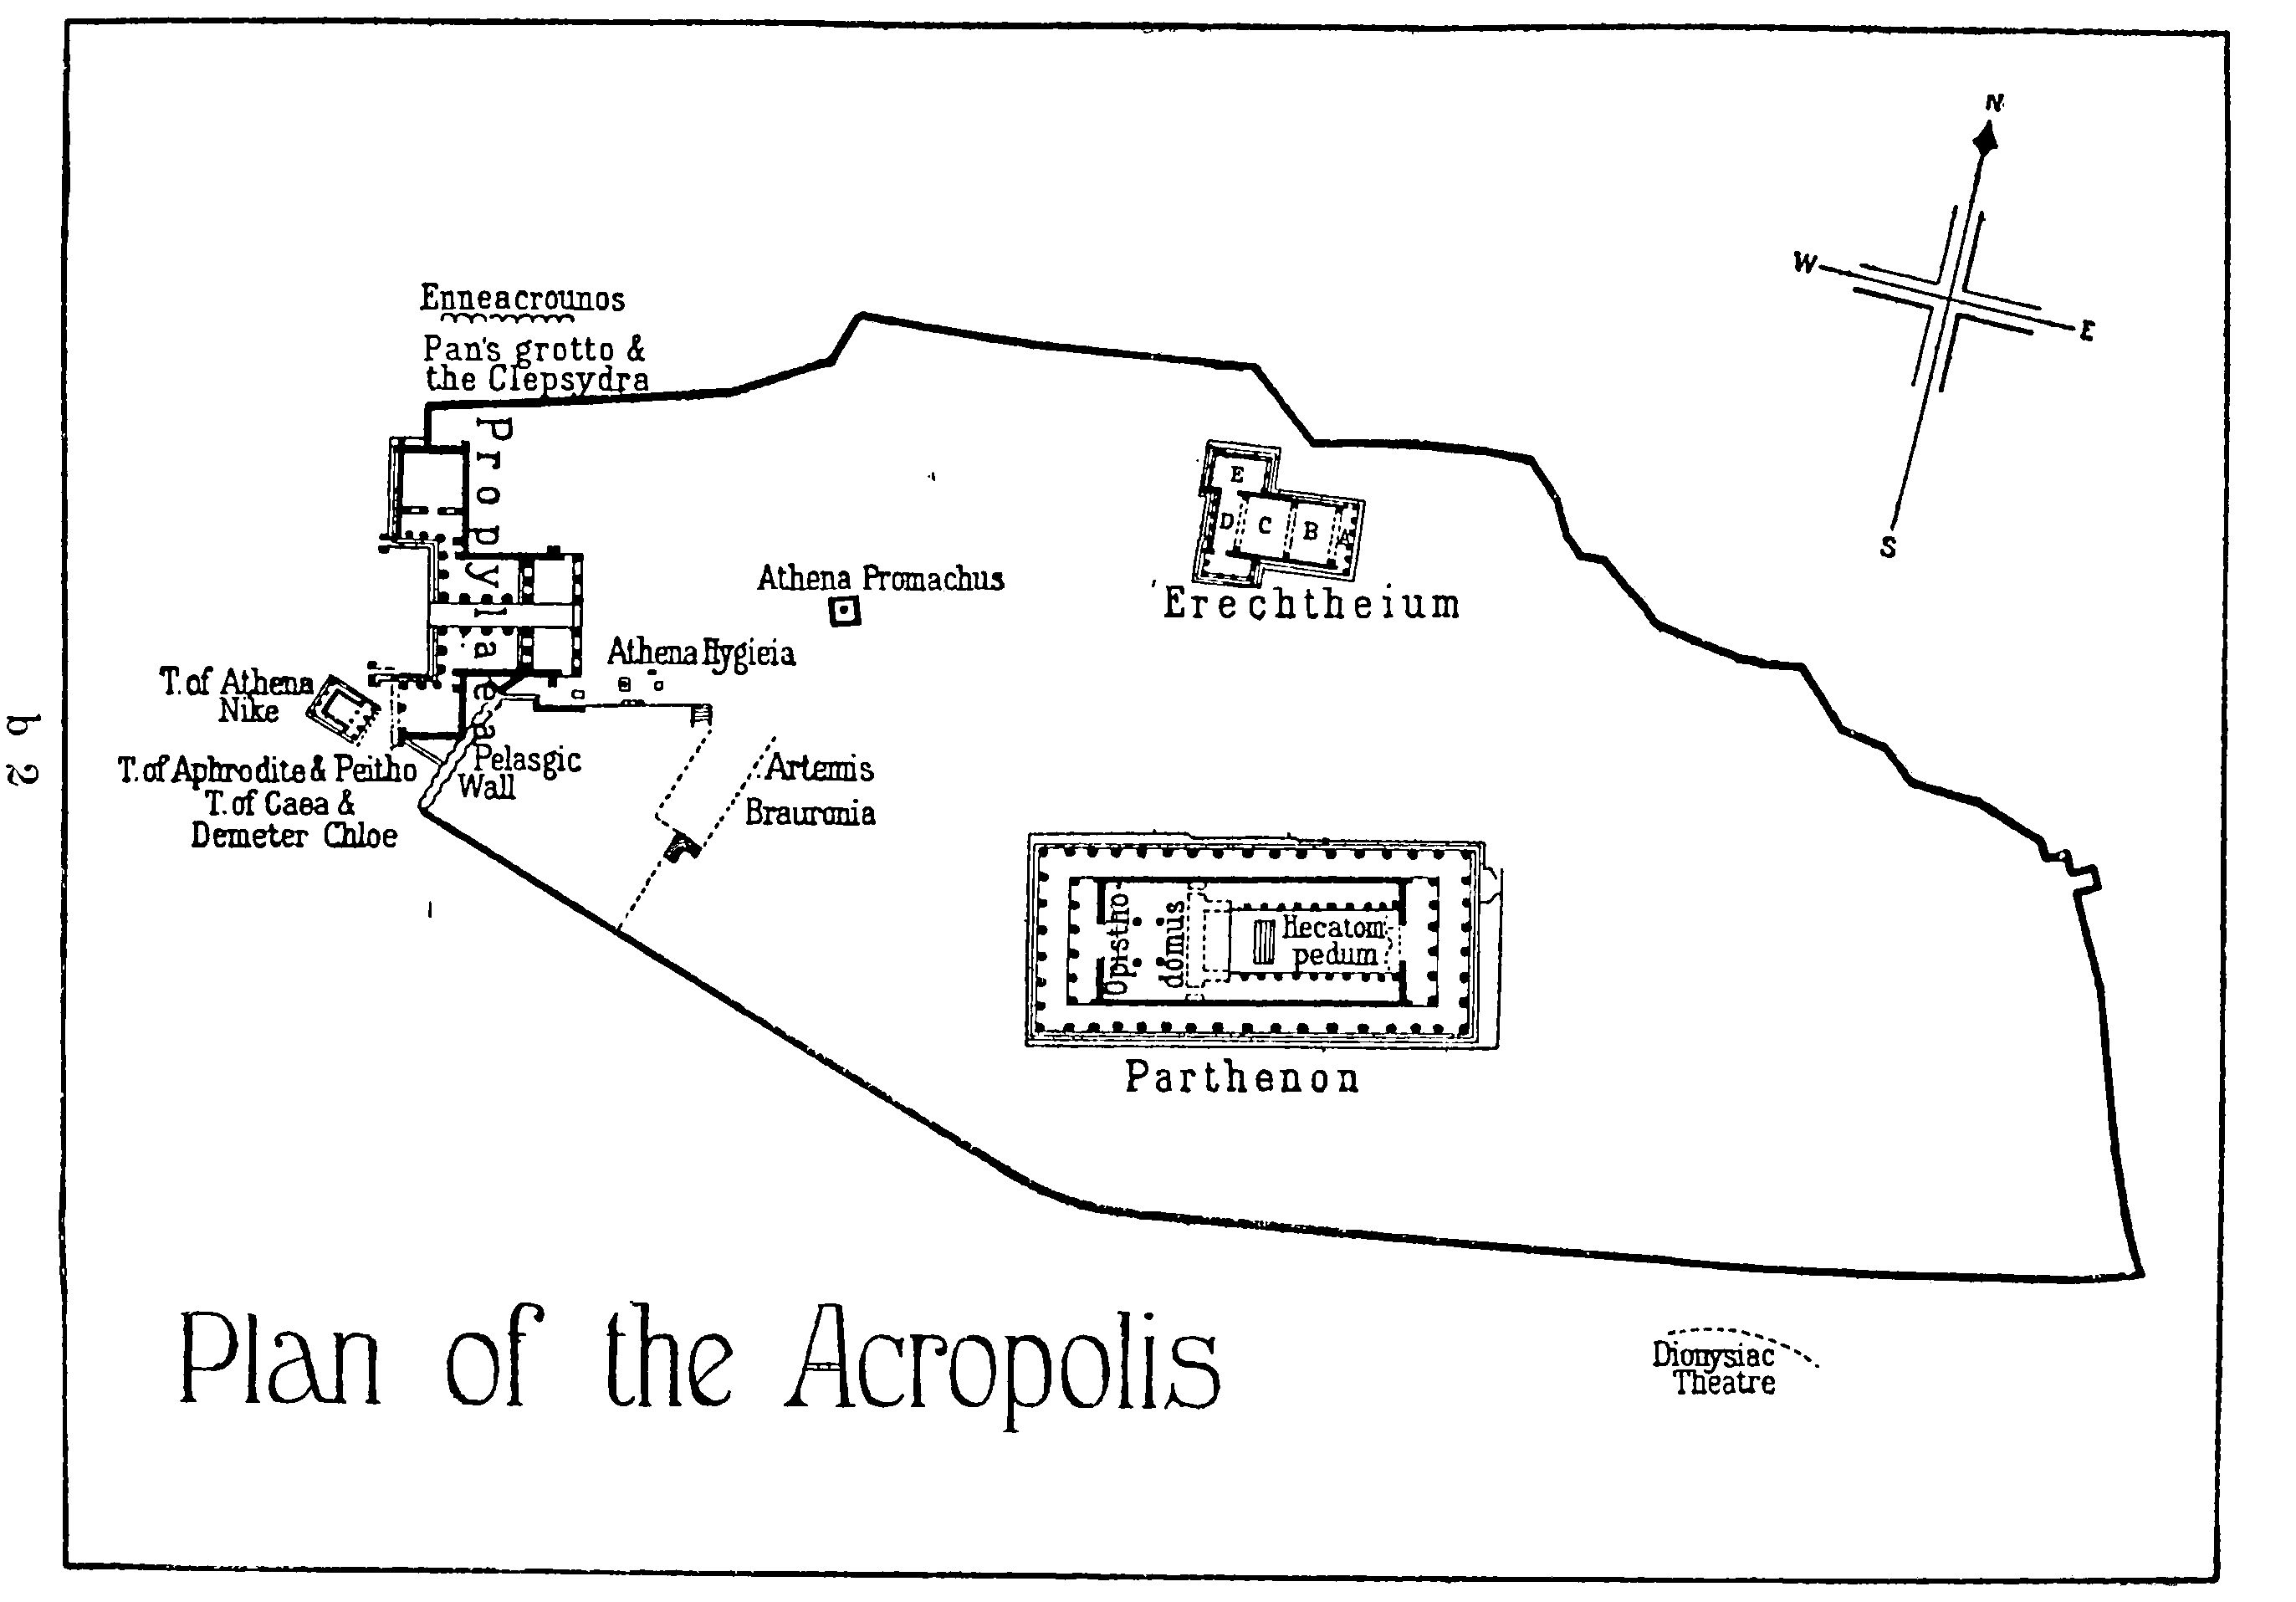 N
W
E
S
Enneacrounos
Pan's grotto &
the Clepsydra
Propylaea
E
D
C
B
A
Athena Promachus
Erechtheium
Athena Hygieia
T. of Athena
Nike
Pelasgic
Wall
T. of Aphrodite & Peitho
T. of Caea &
Demeter Chloe
Artemis
Brauronia
Opistho-
domus
Hecatom-
pedum
Parthenon
Plan of the Acropolis
Dionysiac
Theatre
b 2